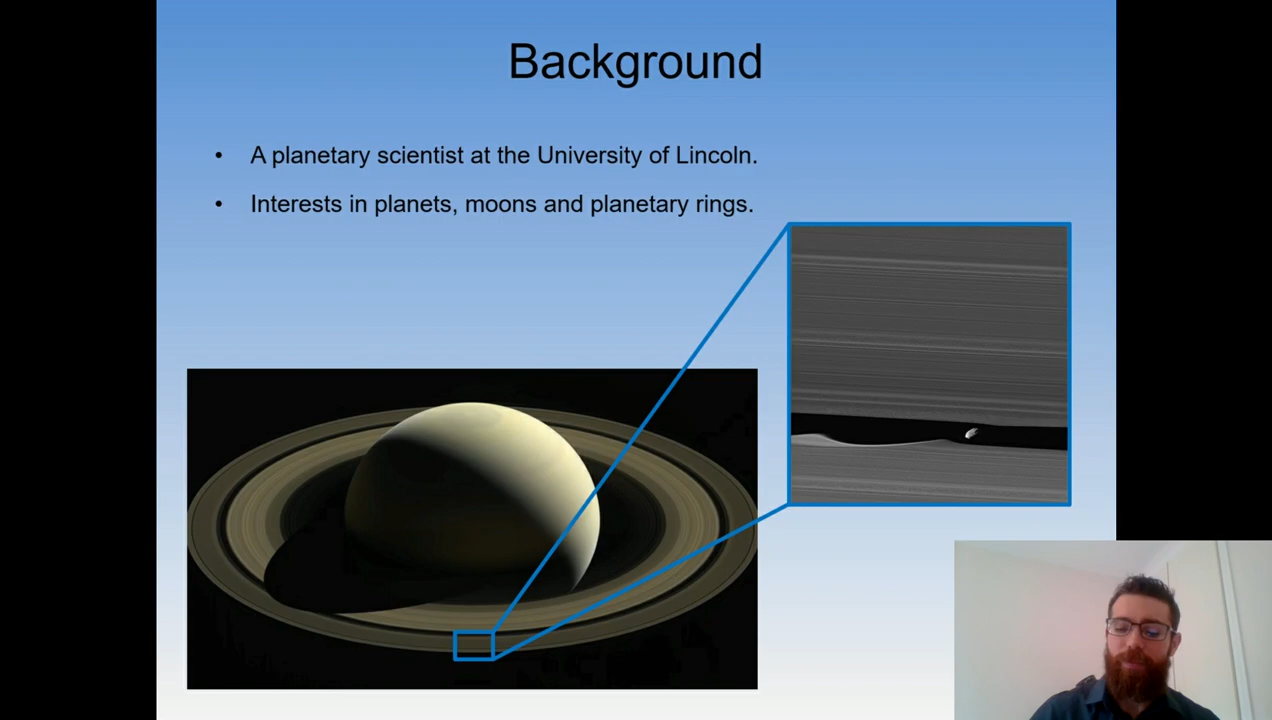 Background
• A planetary scientist at the University of Lincoln.
• Interests in planets, moons and planetary rings.